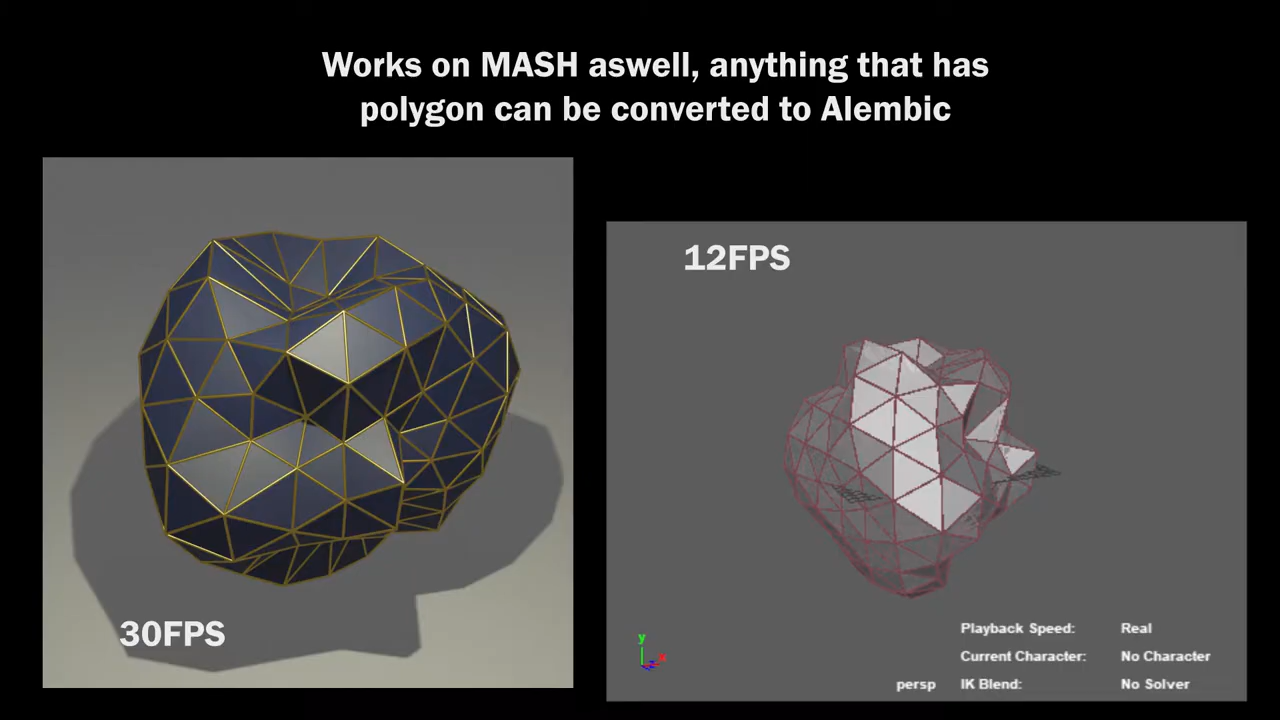 Works on MASH aswell, anything that has
polygon can be converted to Alembic
12FPS
30FPS
y
x
z
Playback Speed: Real
Current Character: No Character
persp IK Blend: No Solver